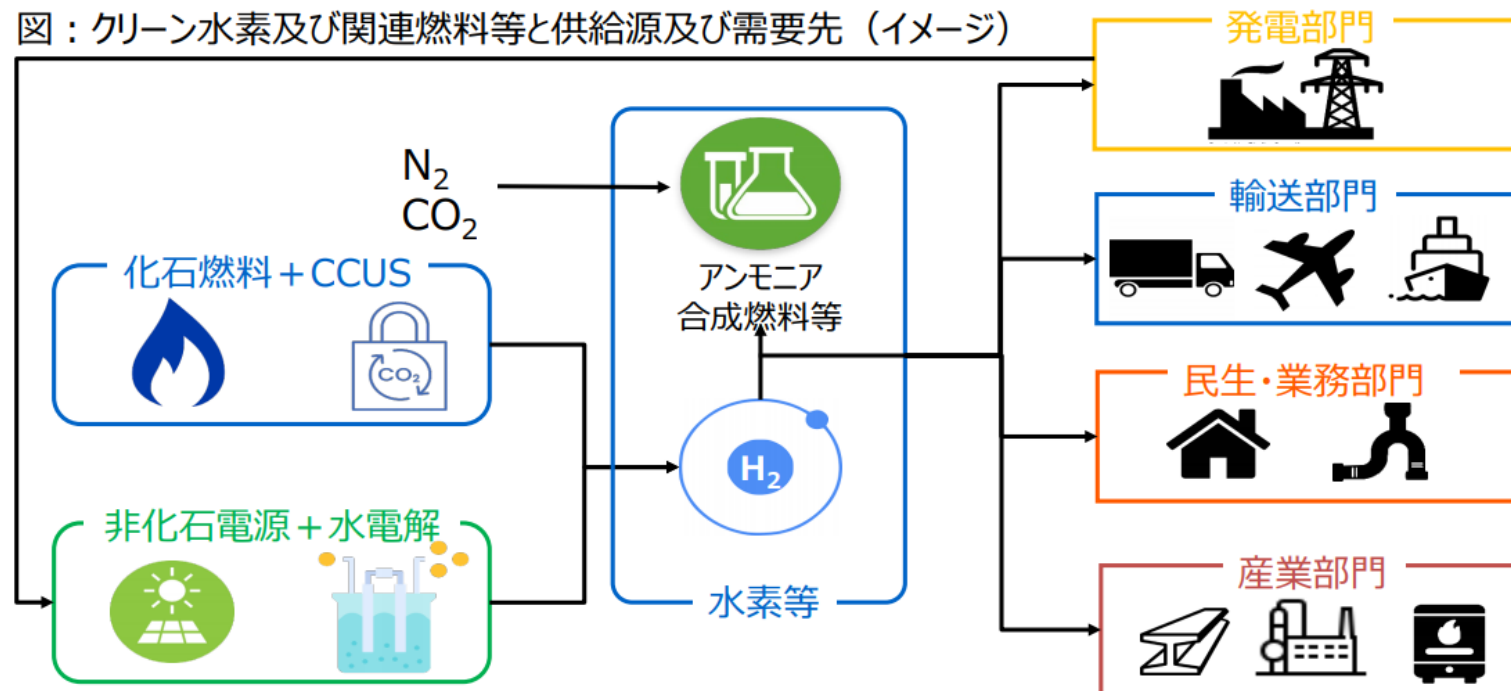 図：クリーン水素及び関連燃料等と供給源及び需要先（イメージ）
発電部門
N₂
CO₂
輸送部門
化石燃料＋CCUS
CO₂
アンモニア
合成燃料等
民生・業務部門
H₂
非化石電源＋水電解
水素等
産業部門